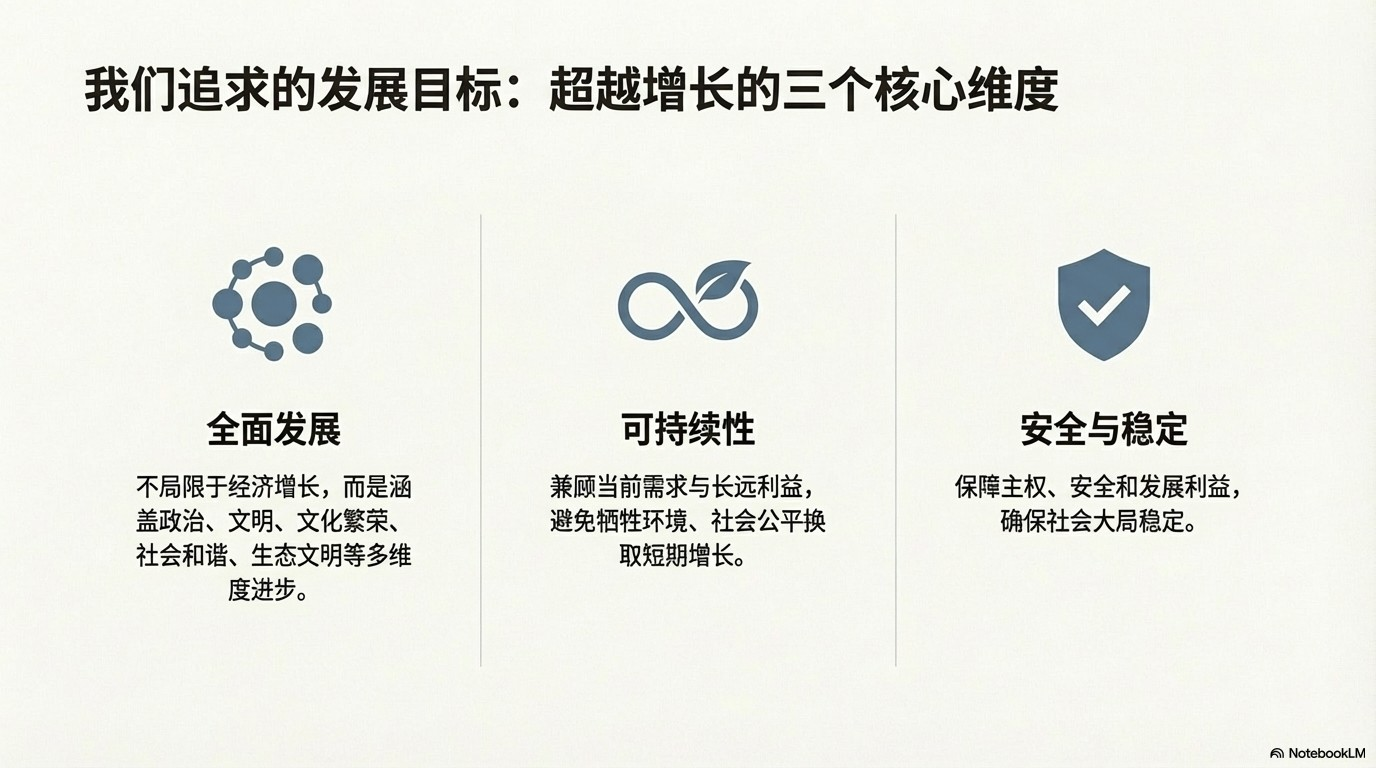 我们追求的发展目标：超越增长的三个核心维度
全面发展
不局限于经济增长，而是涵
盖政治、文明、文化繁荣、
社会和谐、生态文明等多维
度进步。
可持续性
兼顾当前需求与长远利益，
避免牺牲环境、社会公平换
取短期增长。
安全与稳定
保障主权、安全和发展利益，
确保社会大局稳定。
NotebookLM